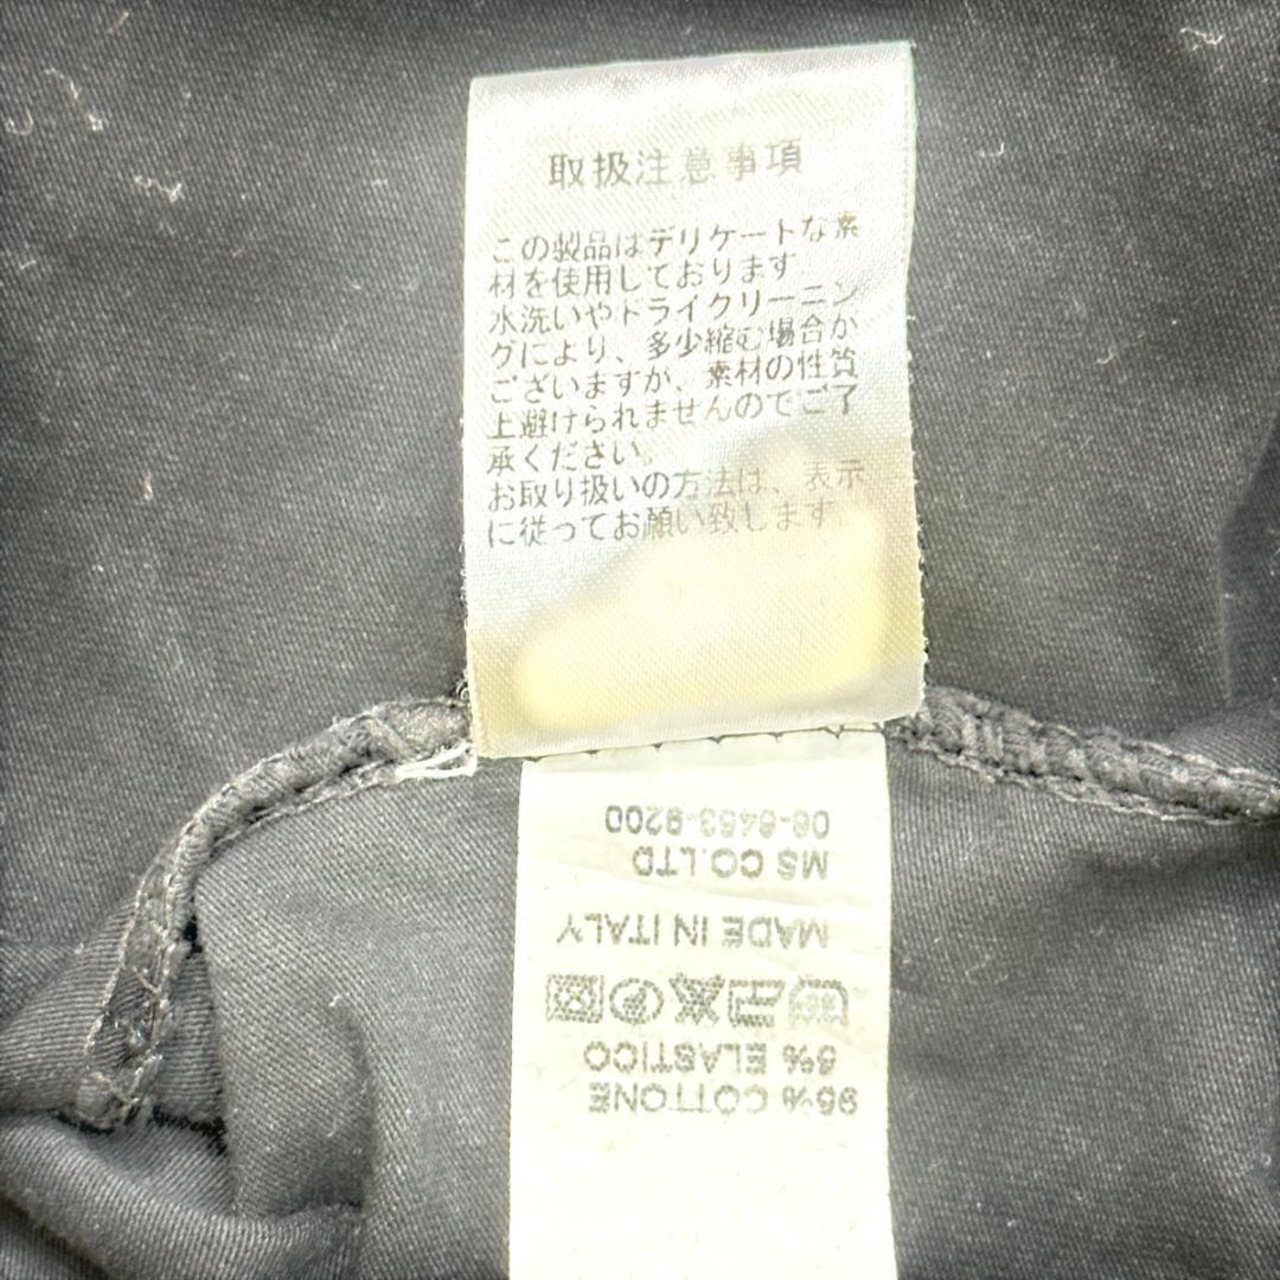 取扱注意事項
この製品はデリケートな素
材を使用しております
水洗いやドライクリーニン
グにより、多少縮む場合が
ございますが、素材の性質
上避けられませんのでご了
承ください。
お取り扱いの方法は、表示
に従ってお願い致します。
06-6453-9200
MS CO.LTD
MADE IN ITALY
5% ELASTICO
95% COTTONE